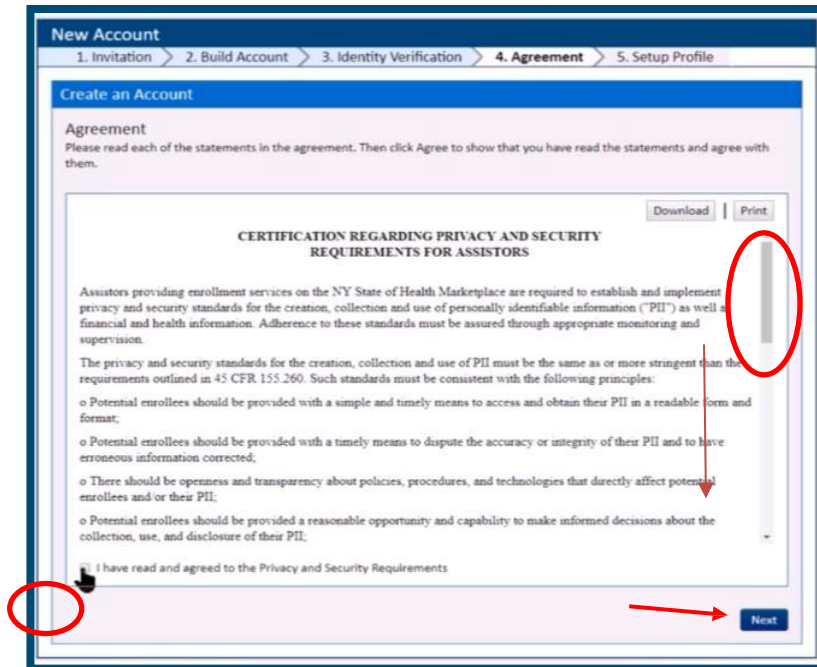 New Account
1. Invitation 2. Build Account 3. Identity Verification 4. Agreement 5. Setup Profile
Create an Account
Agreement
Please read each of the statements in the agreement. Then click Agree to show that you have read the statements and agree with
them.
Download | Print
CERTIFICATION REGARDING PRIVACY AND SECURITY
REQUIREMENTS FOR ASSISTORS
Assistors providing enrollment services on the NY State of Health Marketplace are required to establish and implement
privacy and security standards for the creation, collection and use of personally identifiable information ("PII") as well a
financial and health information. Adherence to these standards must be assured through appropriate monitoring and
supervision.
The privacy and security standards for the creation, collection and use of PII must be the same as or more stringent than the
requirements outlined in 45 CFR 155.260. Such standards must be consistent with the following principles:
o Potential enrollees should be provided with a simple and timely means to access and obtain their PII in a readable form and
format;
o Potential enrollees should be provided with a timely means to dispute the accuracy or integrity of their PII and to have
erroneous information corrected;
o There should be openness and transparency about policies, procedures, and technologies that directly affect potential
enrollees and/or their PII;
o Potential enrollees should be provided a reasonable opportunity and capability to make informed decisions about the
collection, use, and disclosure of their PII;
I have read and agreed to the Privacy and Security Requirements
Next